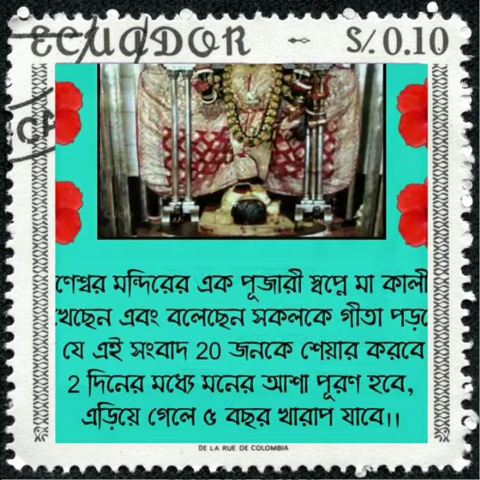 ECUADOR S/. 0.10
ণেশ্বর মন্দিরের এক পূজারী স্বপ্নে মা কালী
খেছেন এবং বলেছেন সকলকে গীতা পড়
যে এই সংবাদ 20 জনকে শেয়ার করবে
2 দিনের মধ্যে মনের আশা পূরণ হবে,
এড়িয়ে গেলে ৫ বছর খারাপ যাবে।।
DE LA RUE DE COLOMBIA